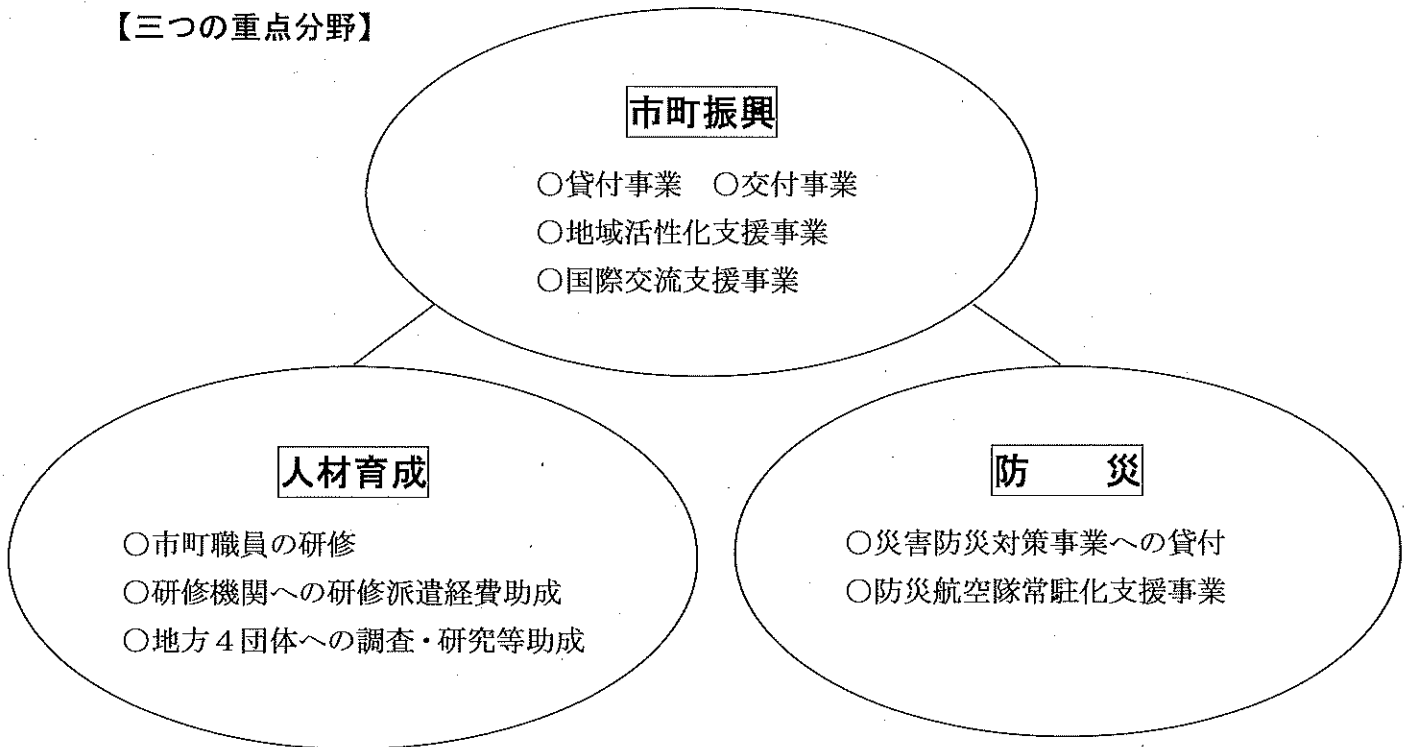 【三つの重点分野】
市町振興
○貸付事業　○交付事業
○地域活性化支援事業
○国際交流支援事業
人材育成
○市町職員の研修
○研修機関への研修派遣経費助成
○地方４団体への調査・研究等助成
防　　災
○災害防災対策事業への貸付
○防災航空隊常駐化支援事業